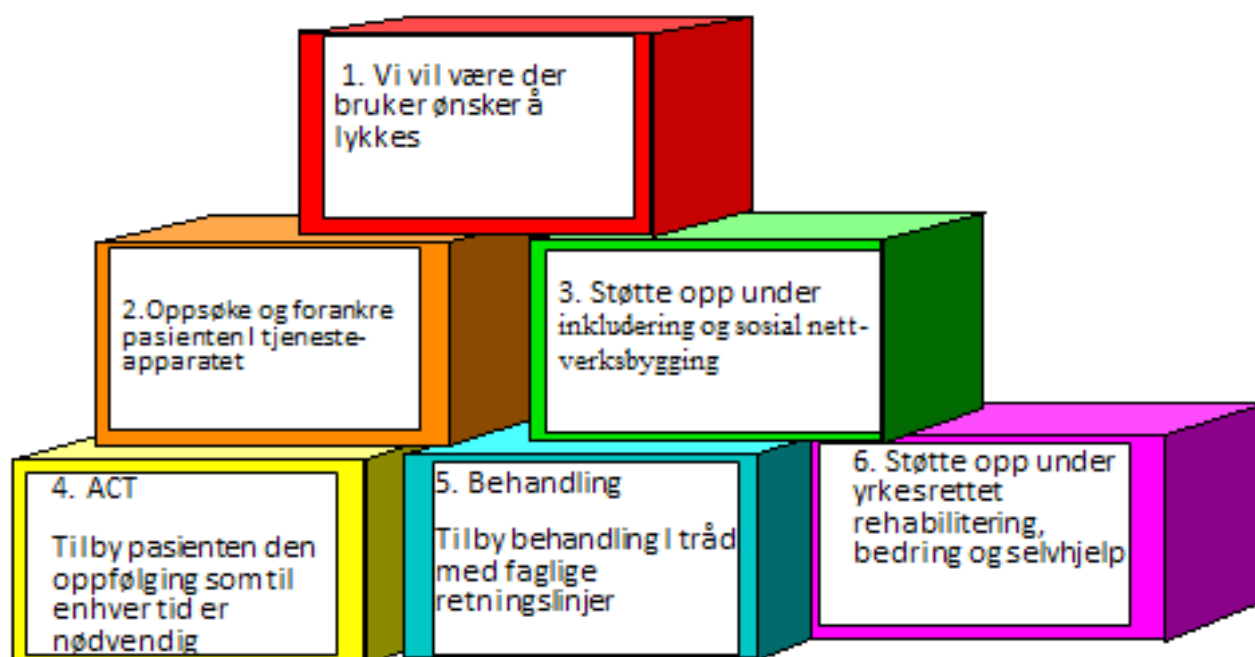 1. Vi vil være der
bruker ønsker å
lykkes
2.Oppsøke og forankre
pasienten I tjeneste-
apparatet
3. Støtte opp under
inkludering og sosial nett-
verksbygging
4. ACT
Tilby pasienten den
oppfølging som til
enhver tid er
nødvendig
5. Behandling
Tilby behandling I tråd
med faglige
retningslinjer
6. Støtte opp under
yrkesrettet
rehabilitering,
bedring og selvhjelp